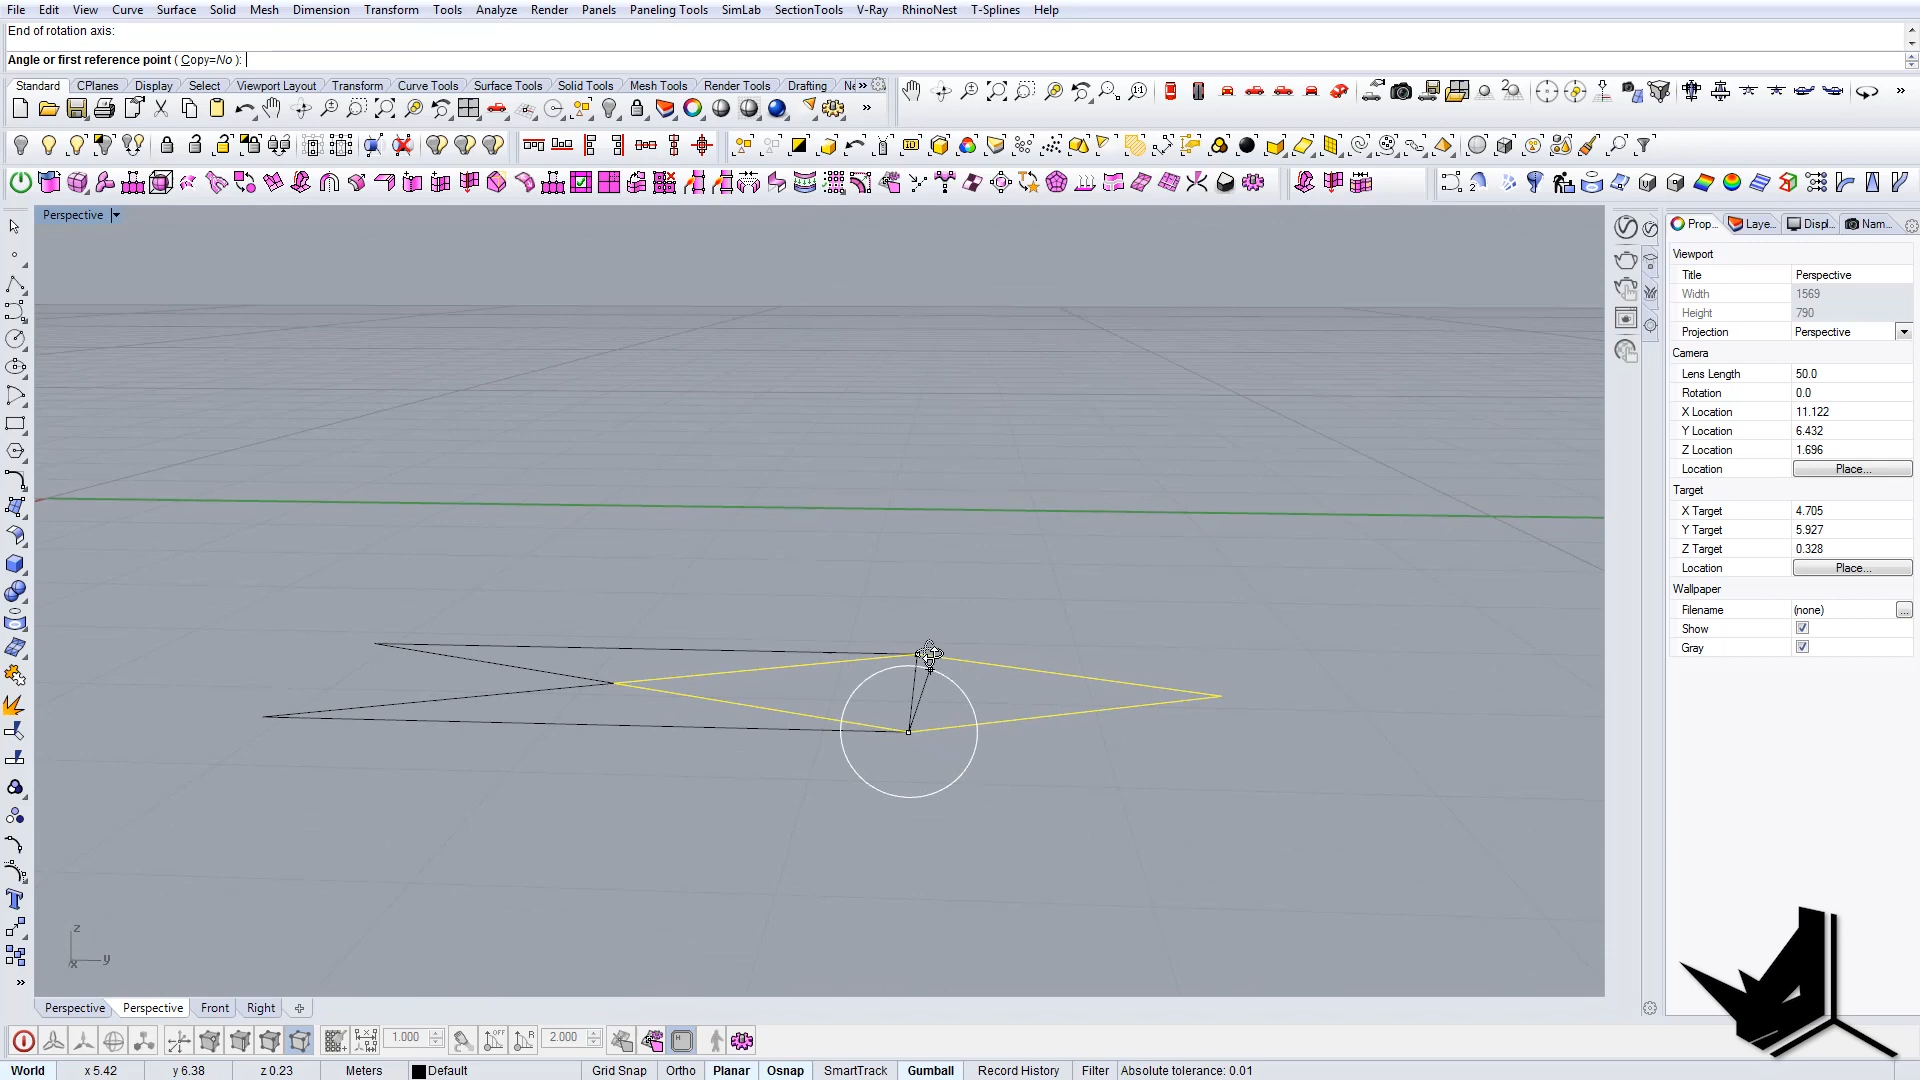 File Edit View Curve Surface Solid Mesh Dimension Transform Tools Analyze Render Panels Paneling Tools SimLab SectionTools V-Ray RhinoNest T-Splines Help
End of rotation axis:
Angle or first reference point ( Copy=No ):
Standard CPlanes Display Select Viewport Layout Transform Curve Tools Surface Tools Solid Tools Mesh Tools Render Tools Drafting
Perspective
Prop... Laye... Displ... Nam...
Viewport
Title Perspective
Width 1569
Height 790
Projection Perspective
Camera
Lens Length 50.0
Rotation 0.0
X Location 11.122
Y Location 6.432
Z Location 1.696
Location Place...
Target
X Target 4.705
Y Target 5.927
Z Target 0.328
Location Place...
Wallpaper
Filename (none) ...
Show
Gray
z
y
x
Perspective Perspective Front Right
1.000 2.000
World x 5.42 y 6.38 z 0.23 Meters Default Grid Snap Ortho Planar Osnap SmartTrack Gumball Record History Filter Absolute tolerance: 0.01